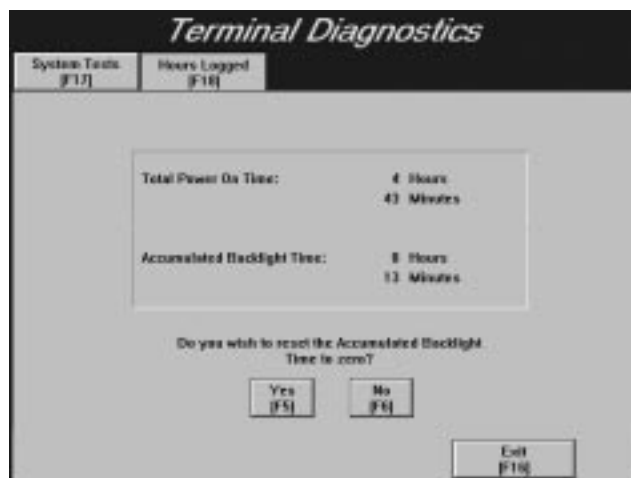 Terminal Diagnostics
System Tests
[F17]
Hours Logged
[F18]
Total Power On Time:
4 Hours
43 Minutes
Accumulated Backlight Time:
0 Hours
13 Minutes
Do you wish to reset the Accumulated Backlight
Time to zero?
Yes
[F5]
No
[F6]
Exit
[F16]